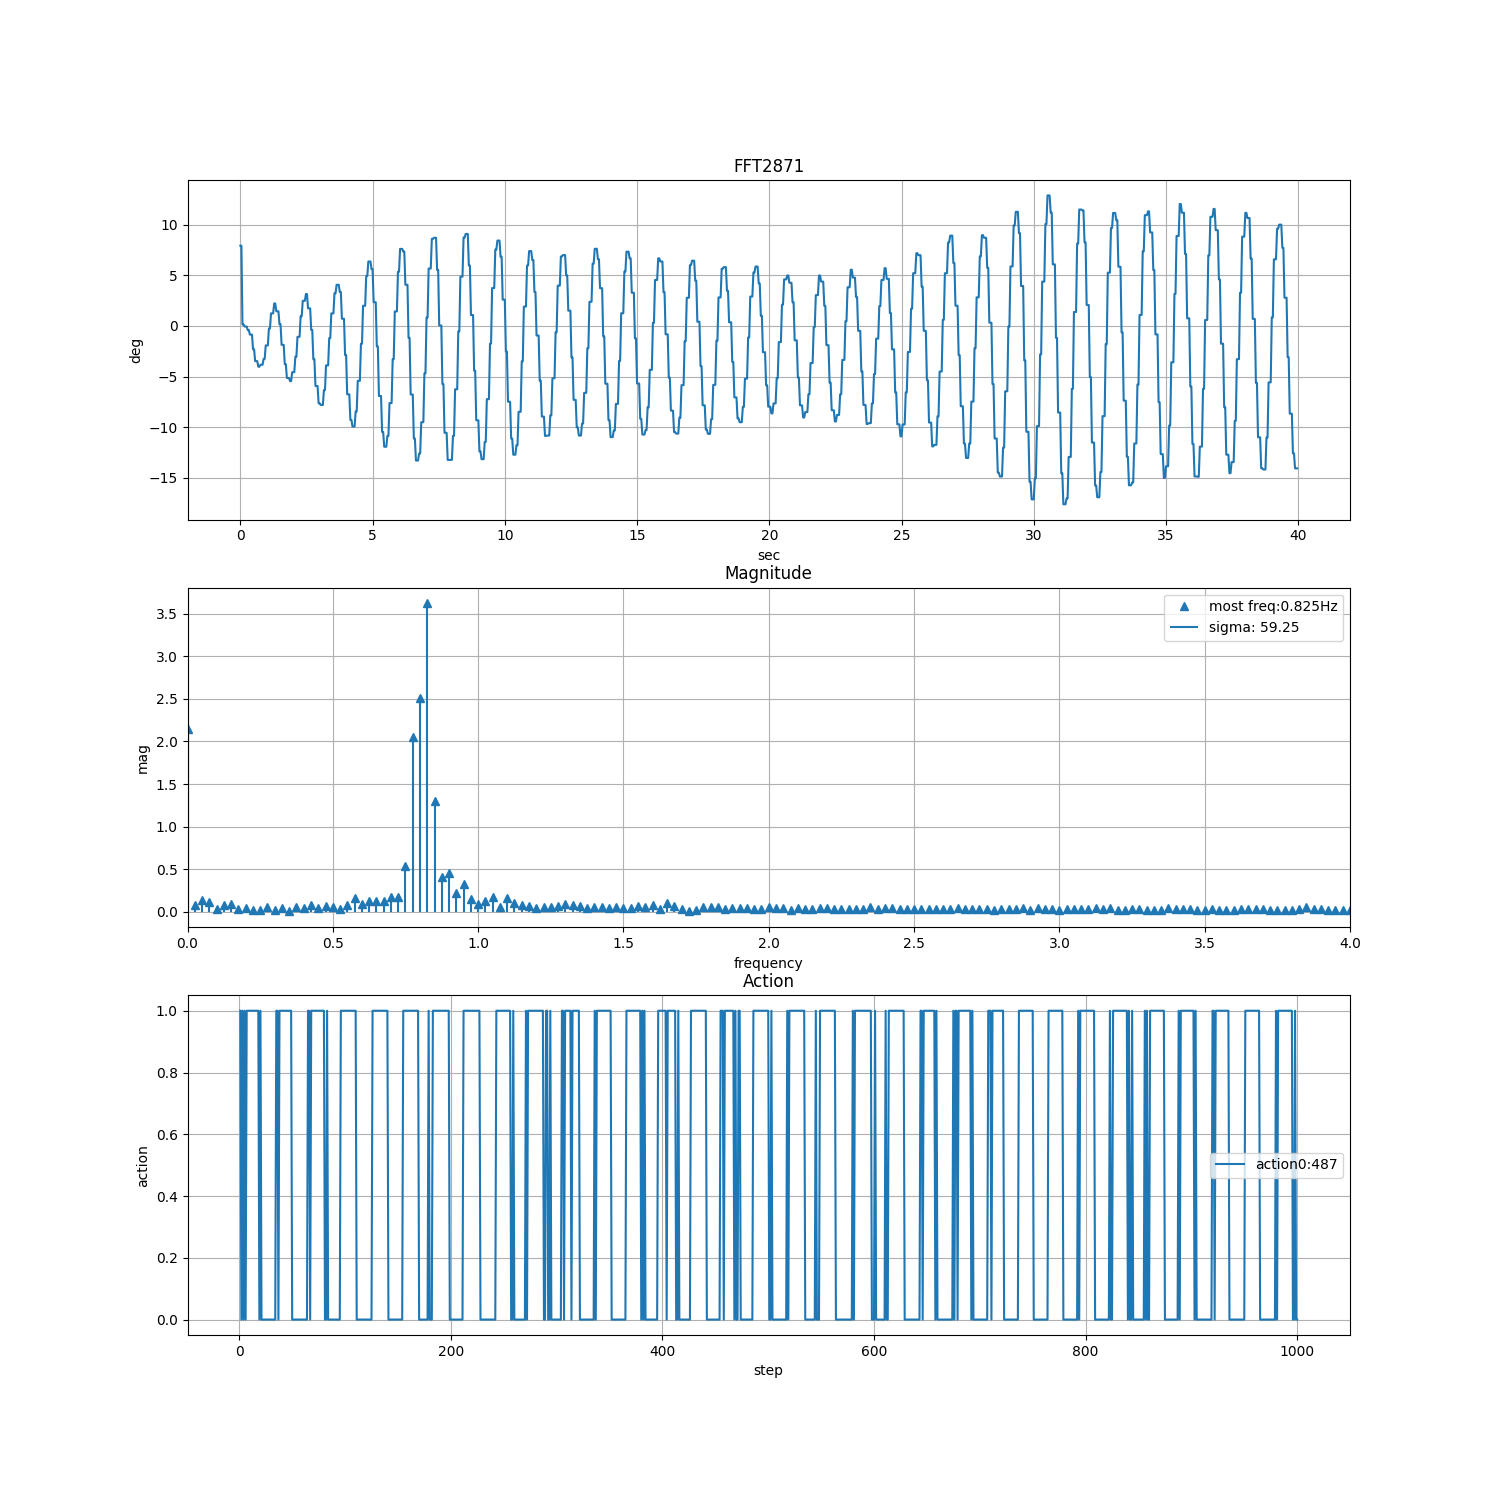 FFT2871
10
5
0
−5
−10
−15
deg
0 5 10 15 20 25 30 35 40
sec
Magnitude
3.5
3.0
2.5
2.0
1.5
1.0
0.5
0.0
mag
most freq:0.825Hz
sigma: 59.25
0.0 0.5 1.0 1.5 2.0 2.5 3.0 3.5 4.0
frequency
Action
1.0
0.8
0.6
0.4
0.2
0.0
action
action0:487
0 200 400 600 800 1000
step